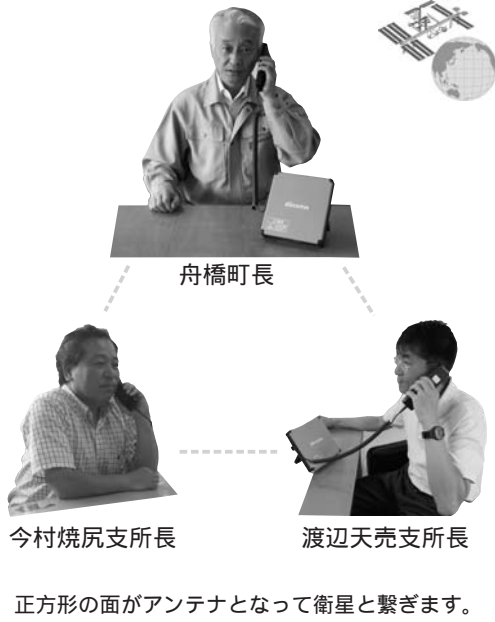 docomo
舟橋町長
今村焼尻支所長
渡辺天売支所長
正方形の面がアンテナとなって衛星と繋ぎます。